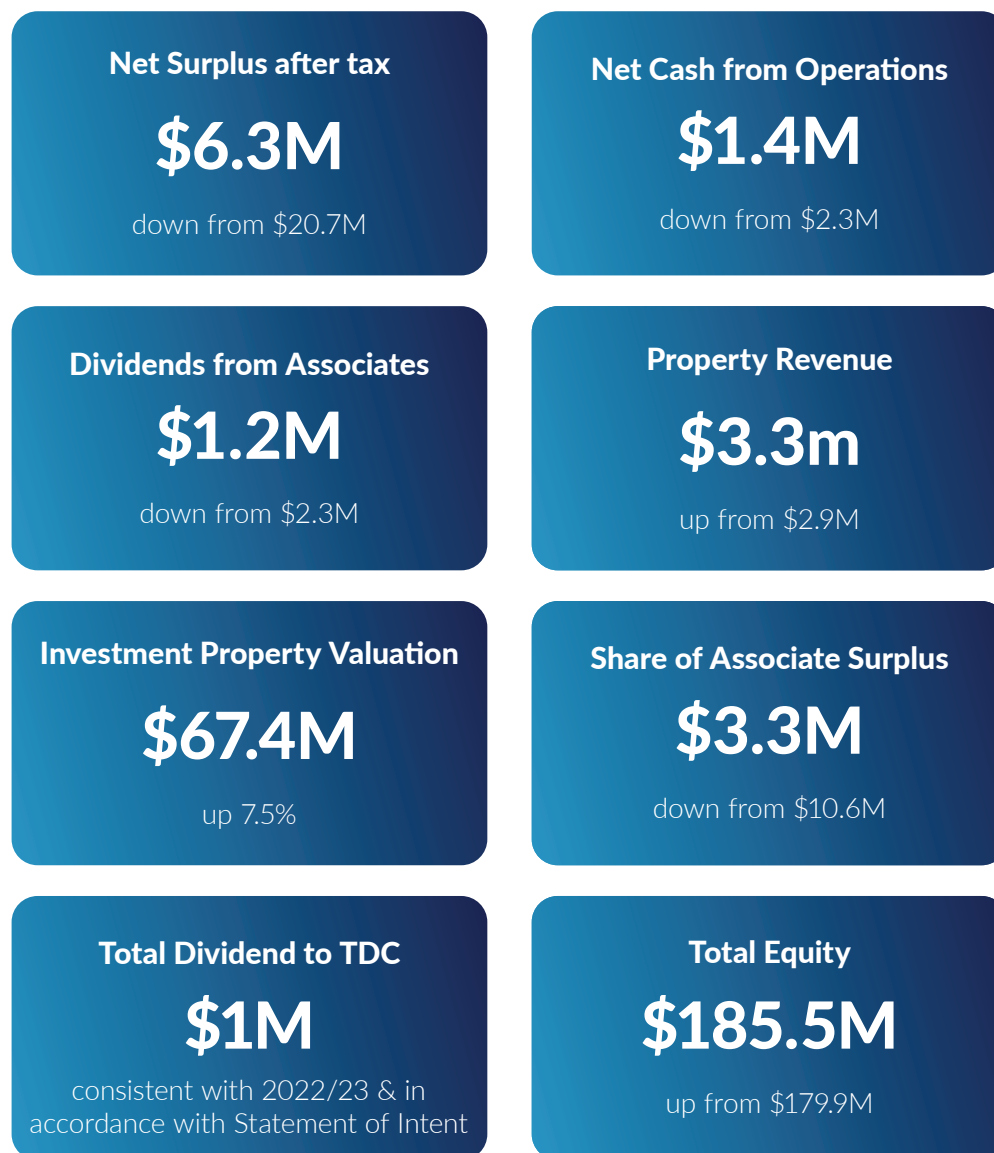 Net Surplus after tax
$6.3M
down from $20.7M
Net Cash from Operations
$1.4M
down from $2.3M
Dividends from Associates
$1.2M
down from $2.3M
Property Revenue
$3.3m
up from $2.9M
Investment Property Valuation
$67.4M
up 7.5%
Share of Associate Surplus
$3.3M
down from $10.6M
Total Dividend to TDC
$1M
consistent with 2022/23 & in
accordance with Statement of Intent
Total Equity
$185.5M
up from $179.9M